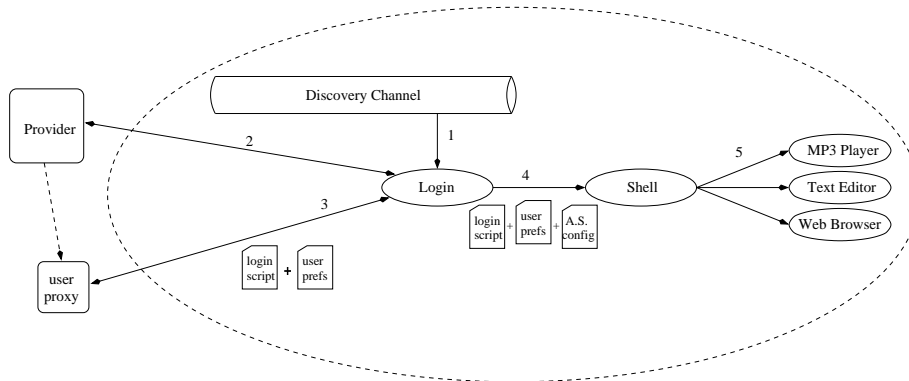 Discovery Channel
Provider
1
2
5
MP3 Player
Login
4
Shell
Text Editor
3
login
script
+
user
prefs
+
A.S.
config
Web Browser
user
proxy
login
script
+
user
prefs